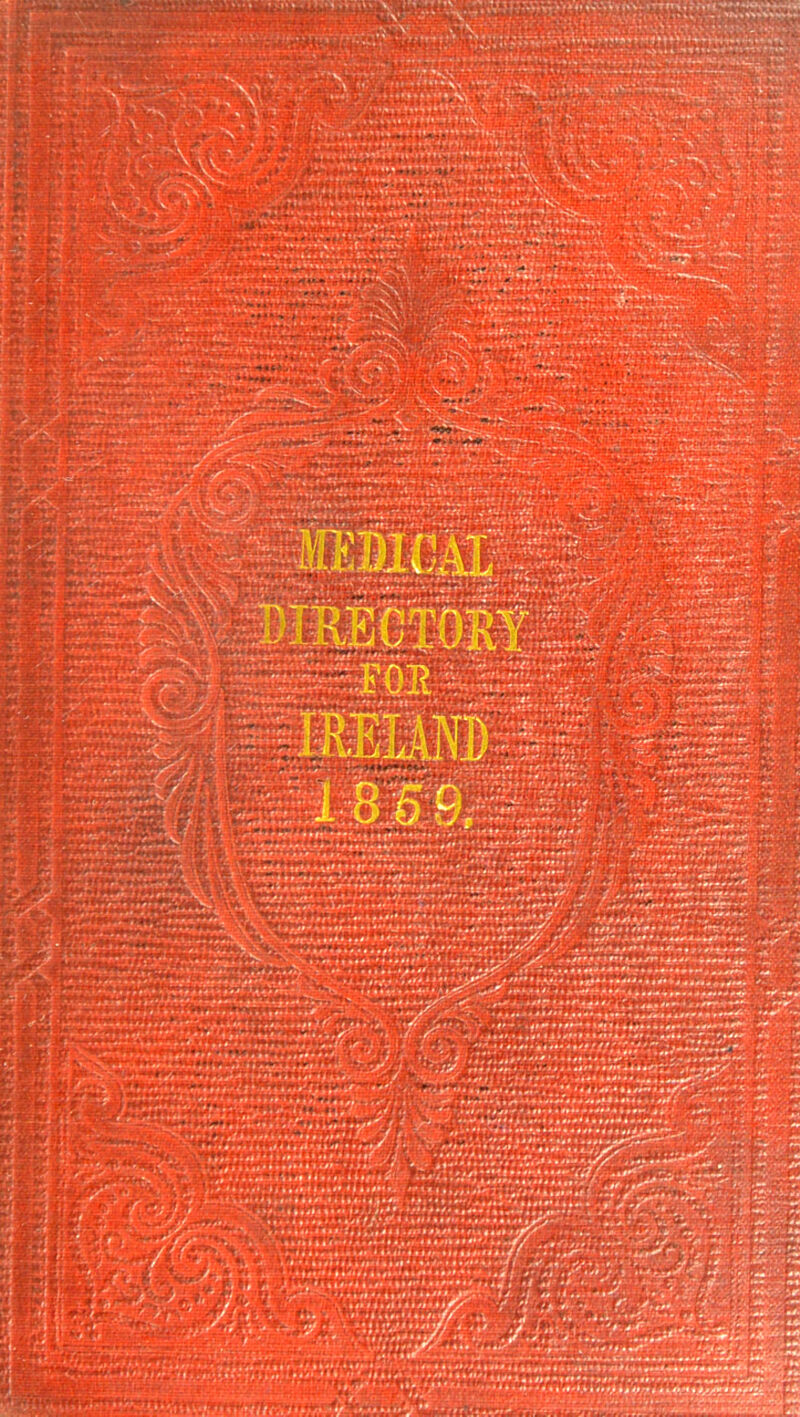 MEDICAL
DIRECTORY
FOR
IRELAND
1859.